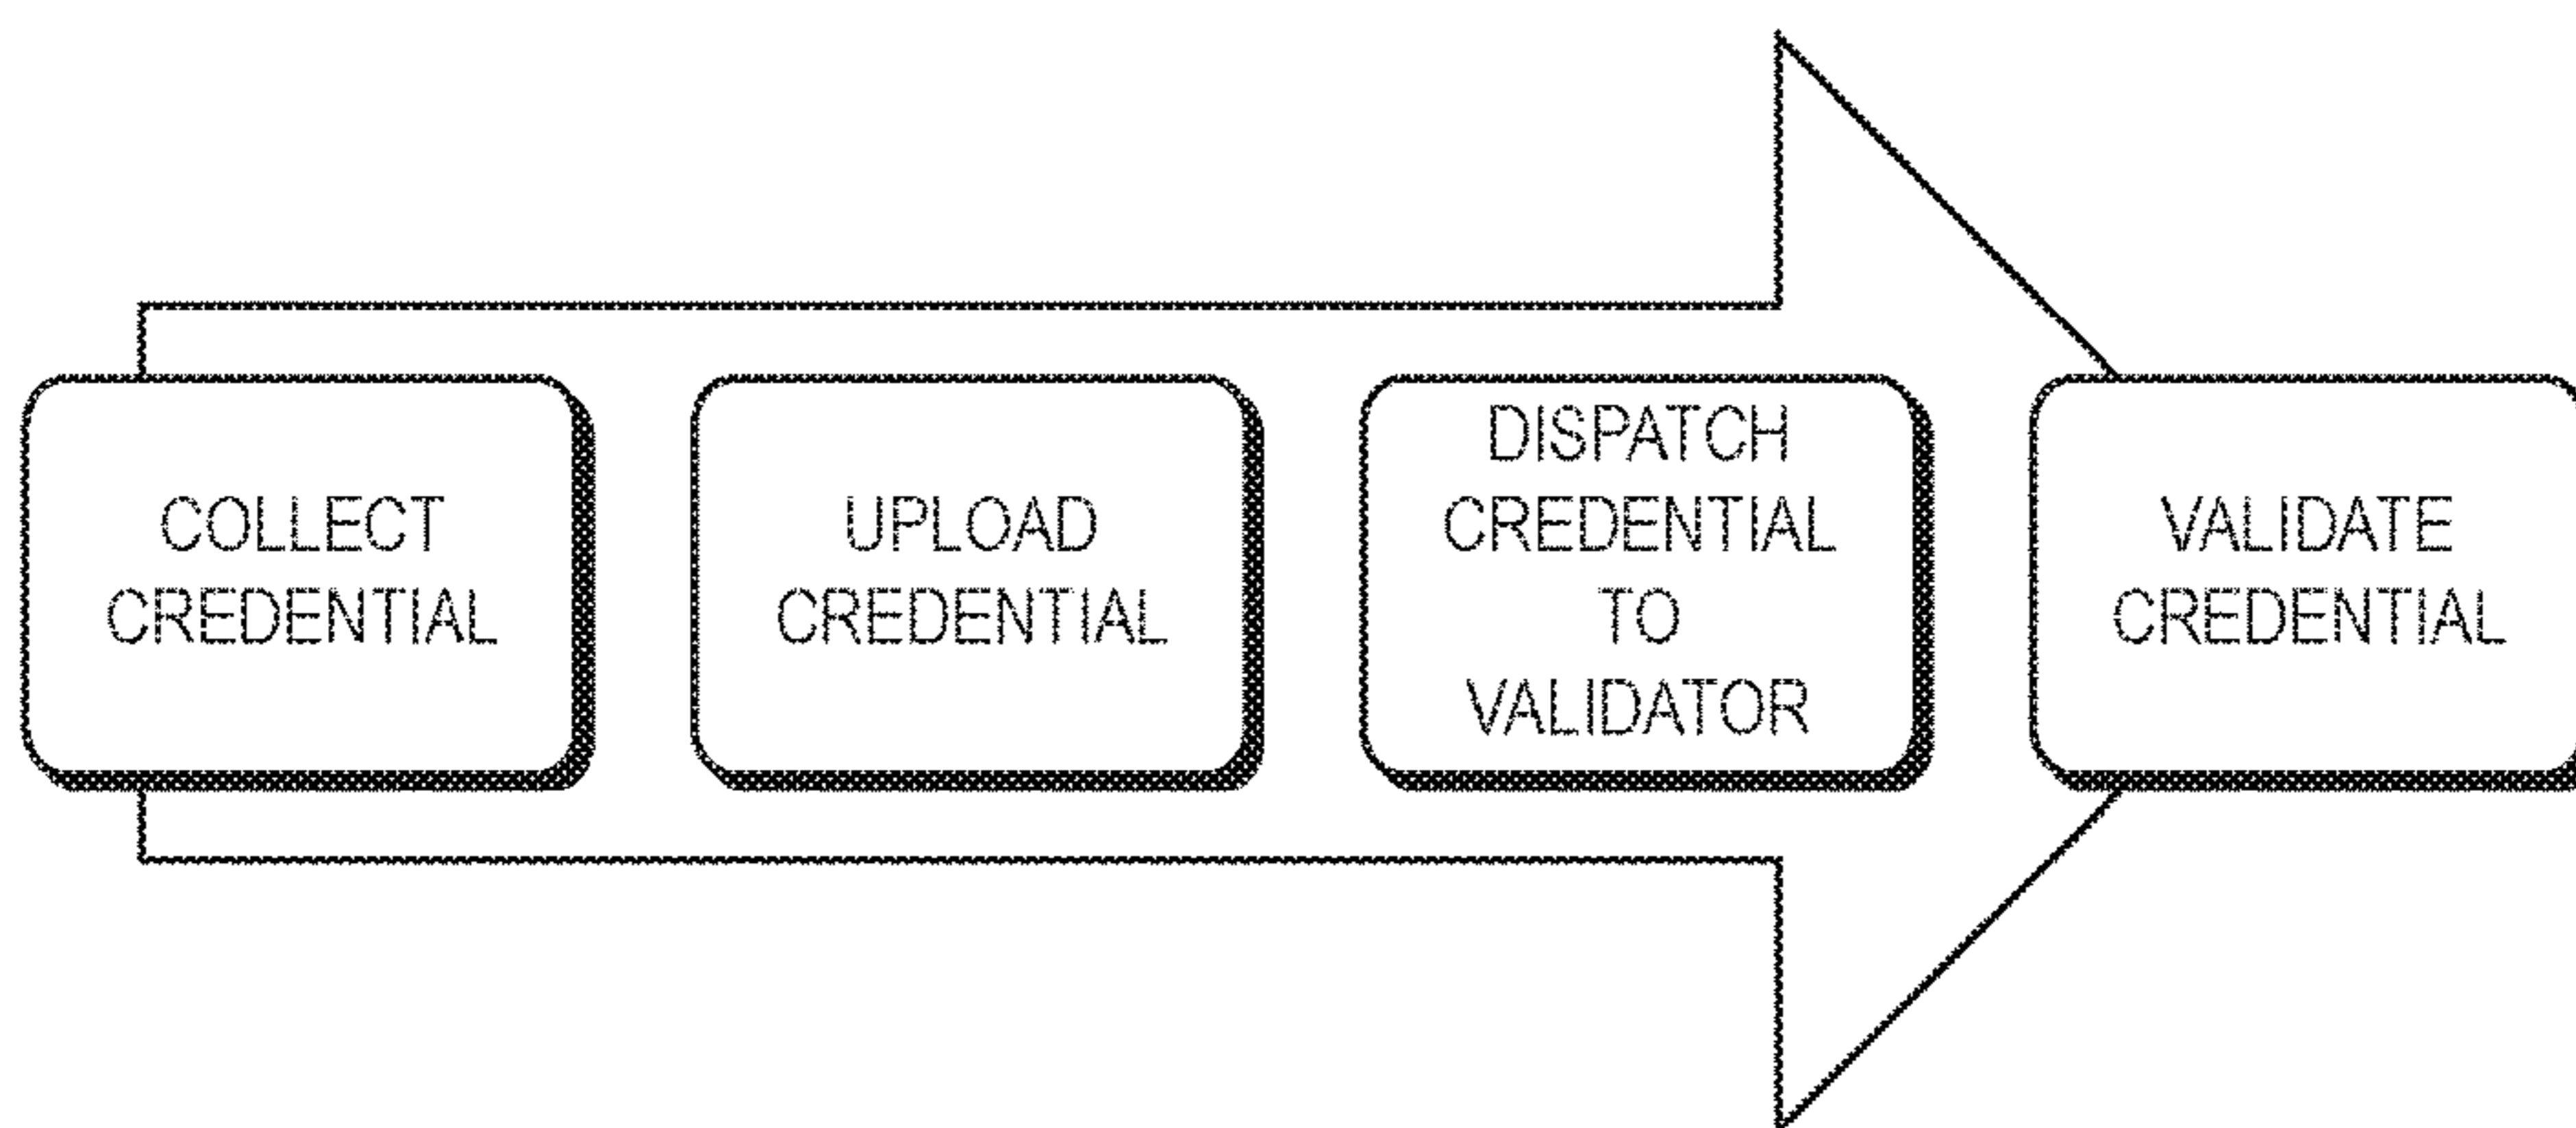 COLLECT
CREDENTIAL
UPLOAD
CREDENTIAL
DISPATCH
CREDENTIAL
TO
VALIDATOR
VALIDATE
CREDENTIAL